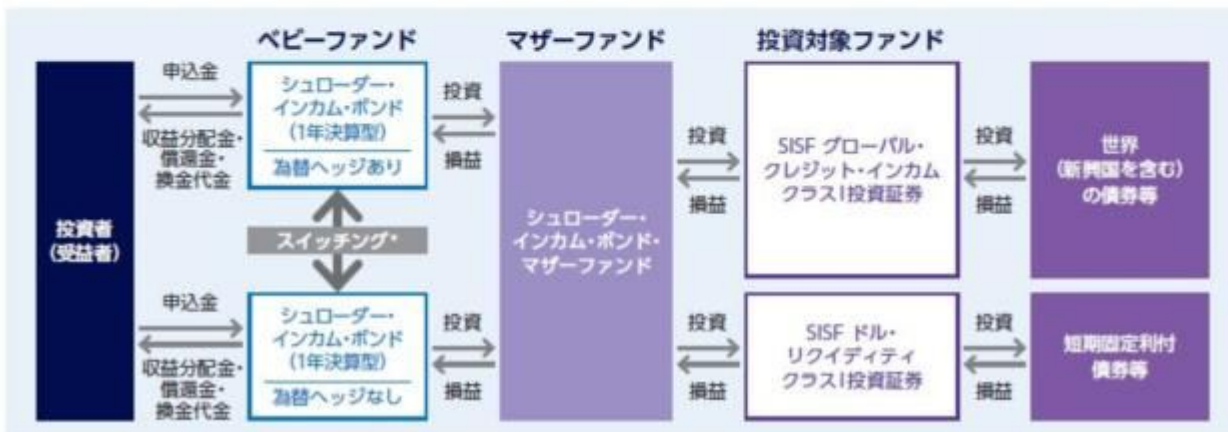 ベビーファンド
マザーファンド
投資対象ファンド
投資者
(受益者)
申込金
収益分配金・
償還金・
換金代金
シュローダー・
インカム・ボンド
(1年決算型)
為替ヘッジあり
スイッチング*
申込金
収益分配金・
償還金・
換金代金
シュローダー・
インカム・ボンド
(1年決算型)
為替ヘッジなし
投資
損益
投資
損益
シュローダー・
インカム・ボンド・
マザーファンド
投資
損益
投資
損益
SISF グローバル・
クレジット・インカム
クラスI投資証券
SISF ドル・
リクイディティ
クラスI投資証券
投資
損益
投資
損益
世界
(新興国を含む)
の債券等
短期固定利付
債券等